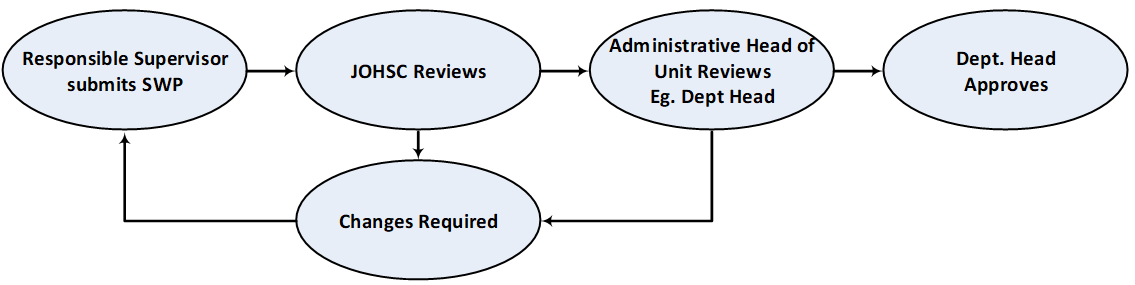 Responsible Supervisor
submits SWP
JOHSC Reviews
Administrative Head of
Unit Reviews
Eg. Dept Head
Dept. Head
Approves
Changes Required